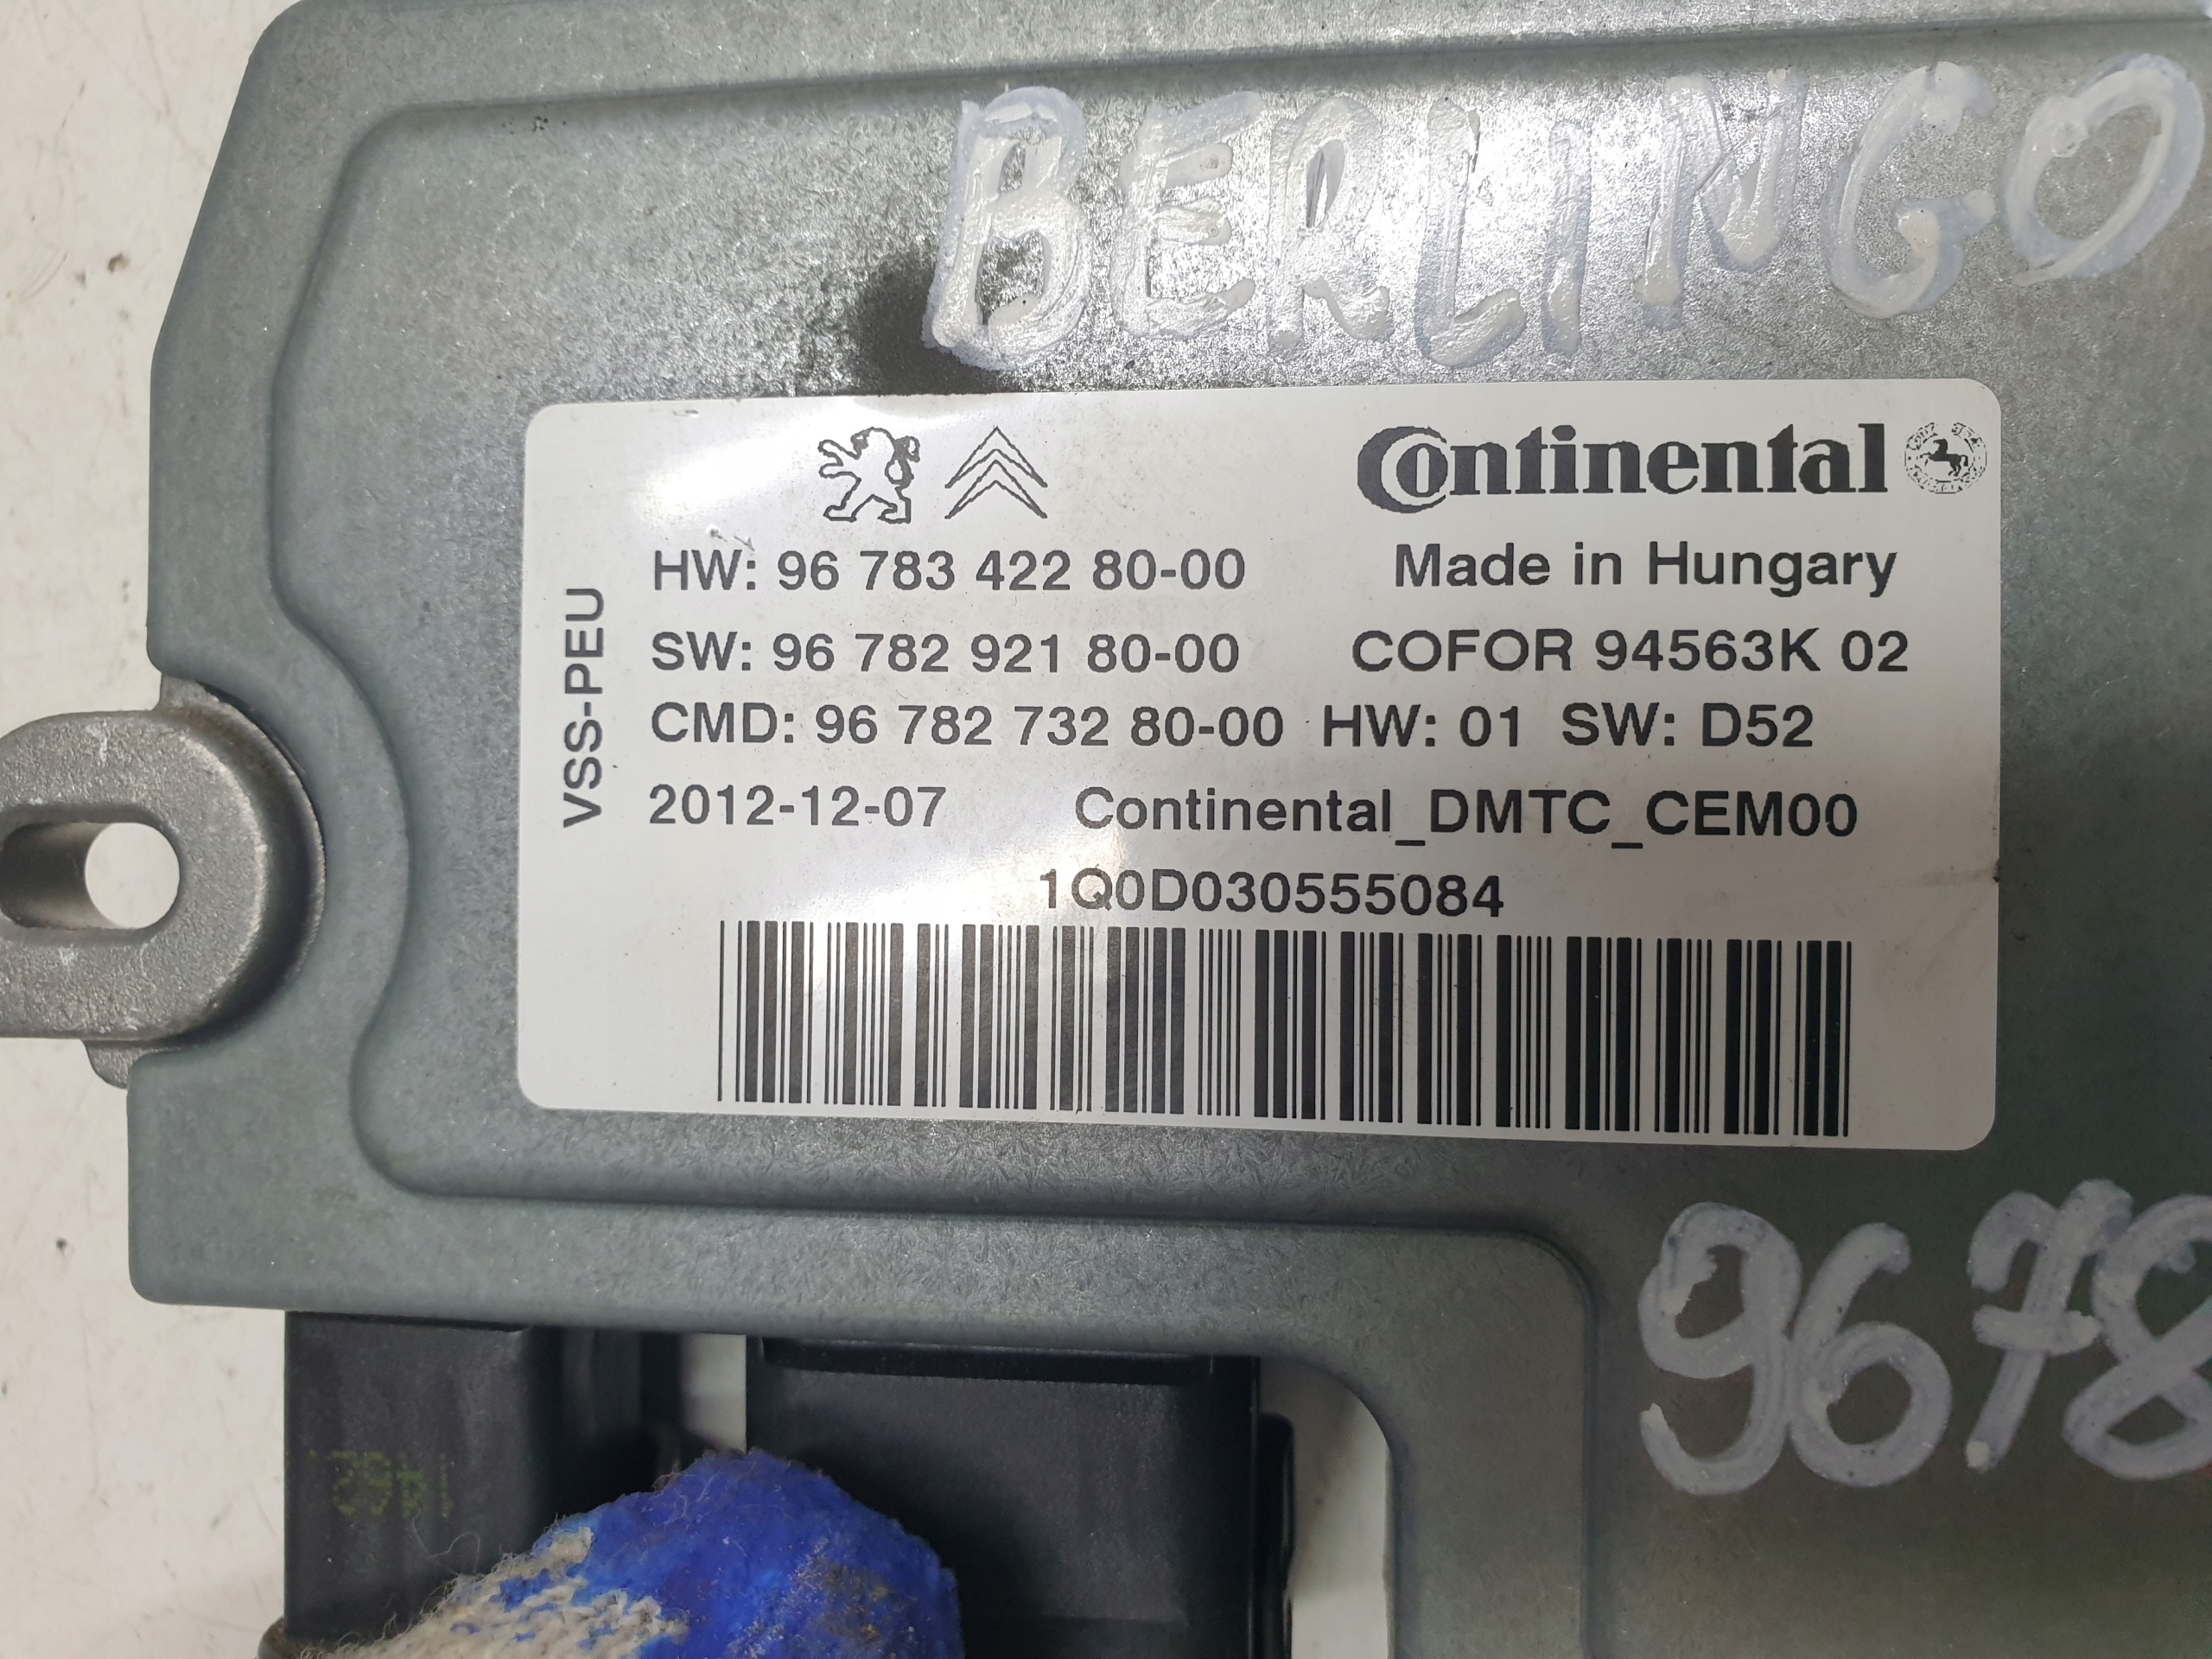 BERLINGO
Continental
HW: 96 783 422 80-00 Made in Hungary
SW: 96 782 921 80-00 COFOR 94563K 02
CMD: 96 782 732 80-00 HW: 01 SW: D52
2012-12-07 Continental_DMTC_CEM00
1Q0D030555084
VSS-PEU
9678